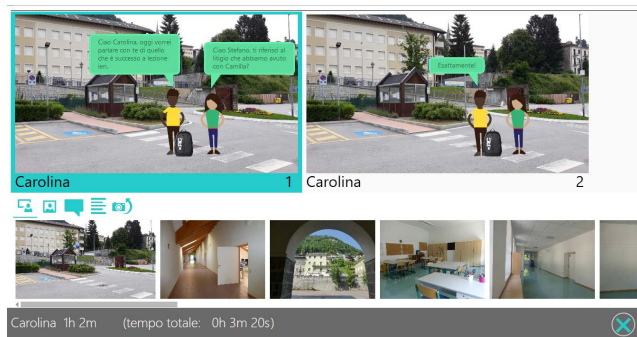 Ciao Carolina, oggi vorrei
parlare con te di quello
che è successo a lezione
ieri.
Ciao Stefano, ti riferisci al
litigio che abbiamo avuto
con Camilla?
Esattamente!
Carolina 1
Carolina 2
Carolina 1h 2m (tempo totale: 0h 3m 20s)